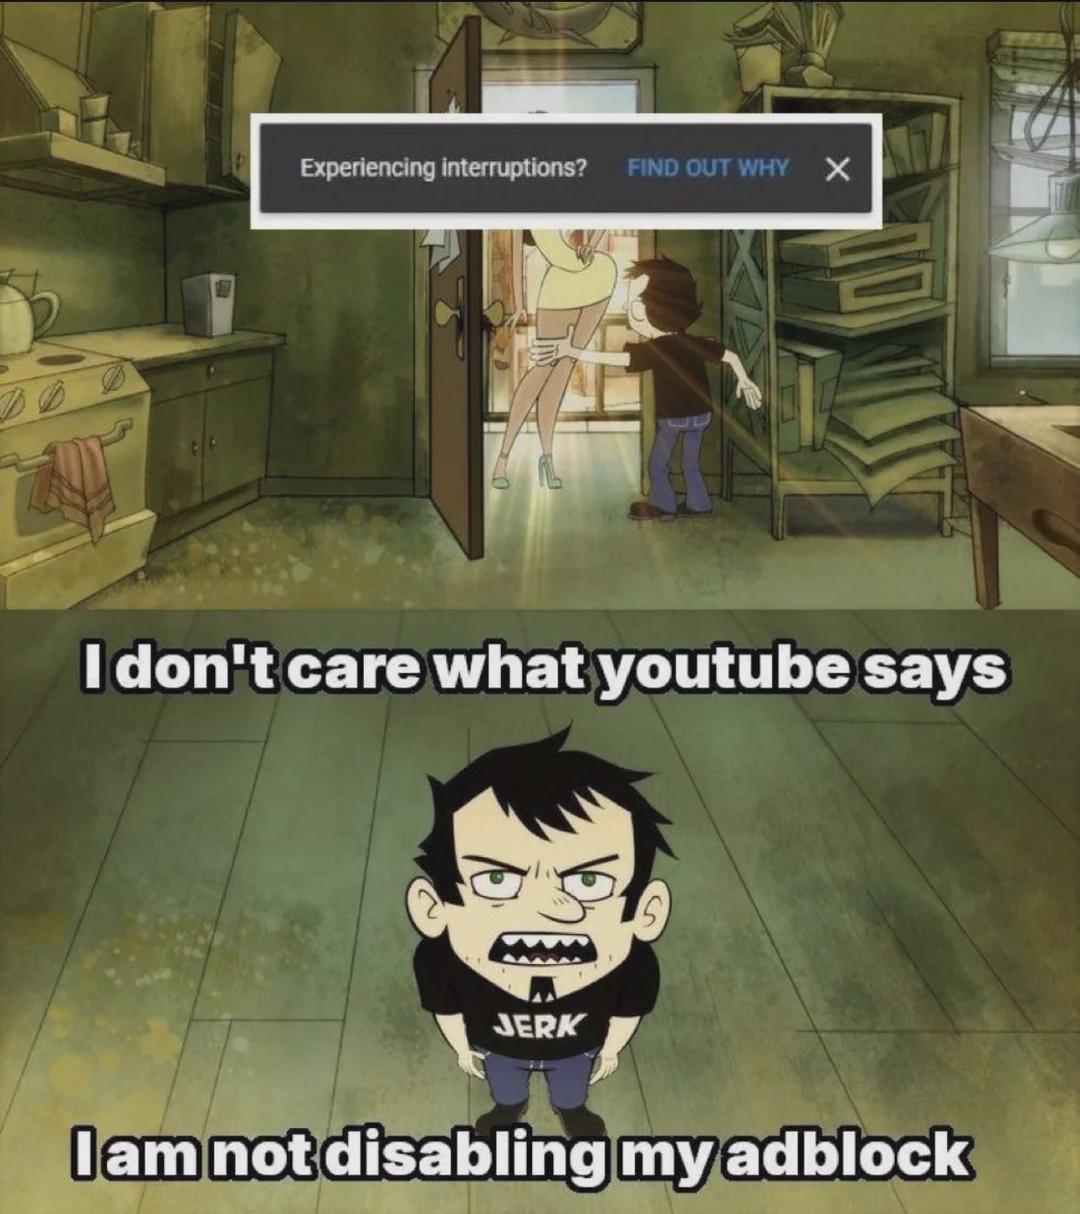 Experiencing interruptions? FIND OUT WHY X
I don't care what youtube says
JERK
I am not disabling my adblock